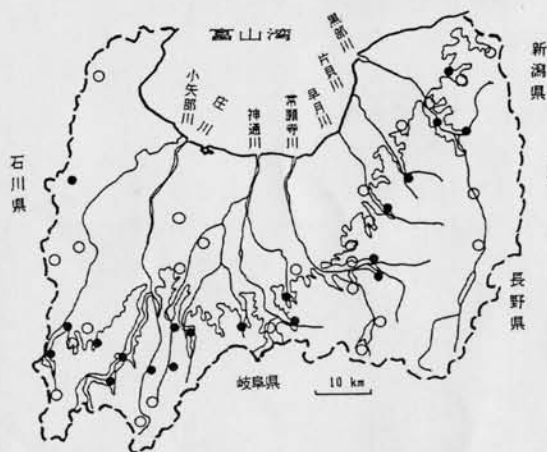 富山湾
黒部川
片貝川
早月川
常願寺川
神通川
庄川
小矢部川
新潟県
石川県
長野県
岐阜県
10 km